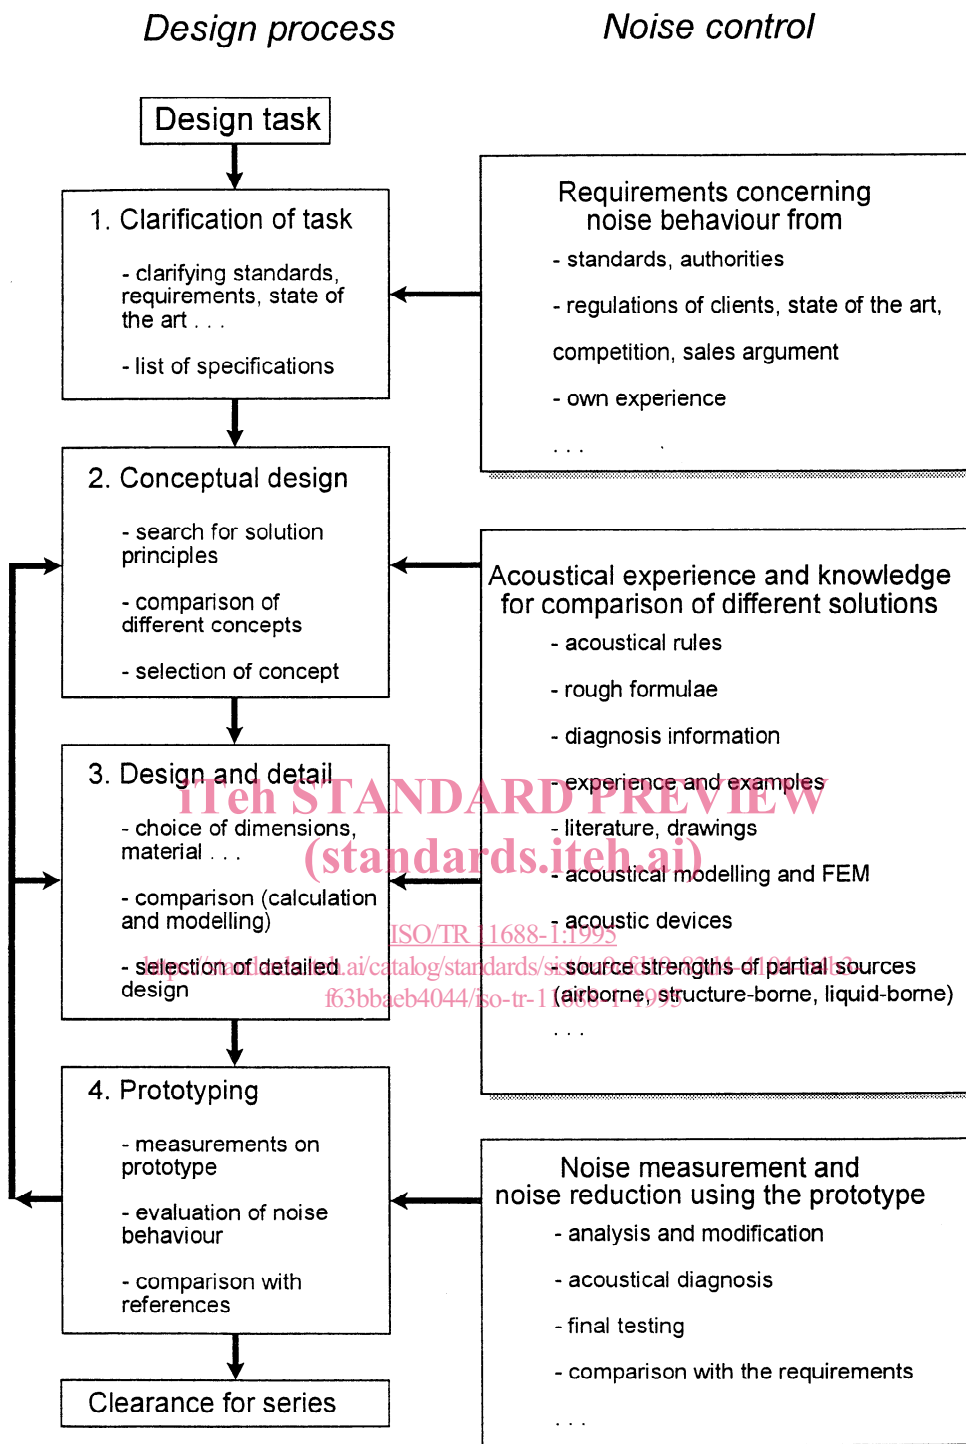 Design process
Noise control
Design task
1. Clarification of task
- clarifying standards,
requirements, state of
the art . . .
- list of specifications
Requirements concerning
noise behaviour from
- standards, authorities
- regulations of clients, state of the art,
competition, sales argument
- own experience
. . .
2. Conceptual design
- search for solution
principles
- comparison of
different concepts
- selection of concept
Acoustical experience and knowledge
for comparison of different solutions
- acoustical rules
- rough formulae
- diagnosis information
- experience and examples
- literature, drawings
- acoustical modelling and FEM
- acoustic devices
- source strengths of partial sources
(airborne, structure-borne, liquid-borne)
. . .
3. Design and detail
- choice of dimensions,
material . . .
- comparison (calculation
and modelling)
- selection of detailed
design
iTeh STANDARD PREVIEW
(standards.iteh.ai)
ISO/TR 11688-1:1995
f63bbaeb4044/iso-tr-11688-1-1995
4. Prototyping
- measurements on
prototype
- evaluation of noise
behaviour
- comparison with
references
Noise measurement and
noise reduction using the prototype
- analysis and modification
- acoustical diagnosis
- final testing
- comparison with the requirements
. . .
Clearance for series